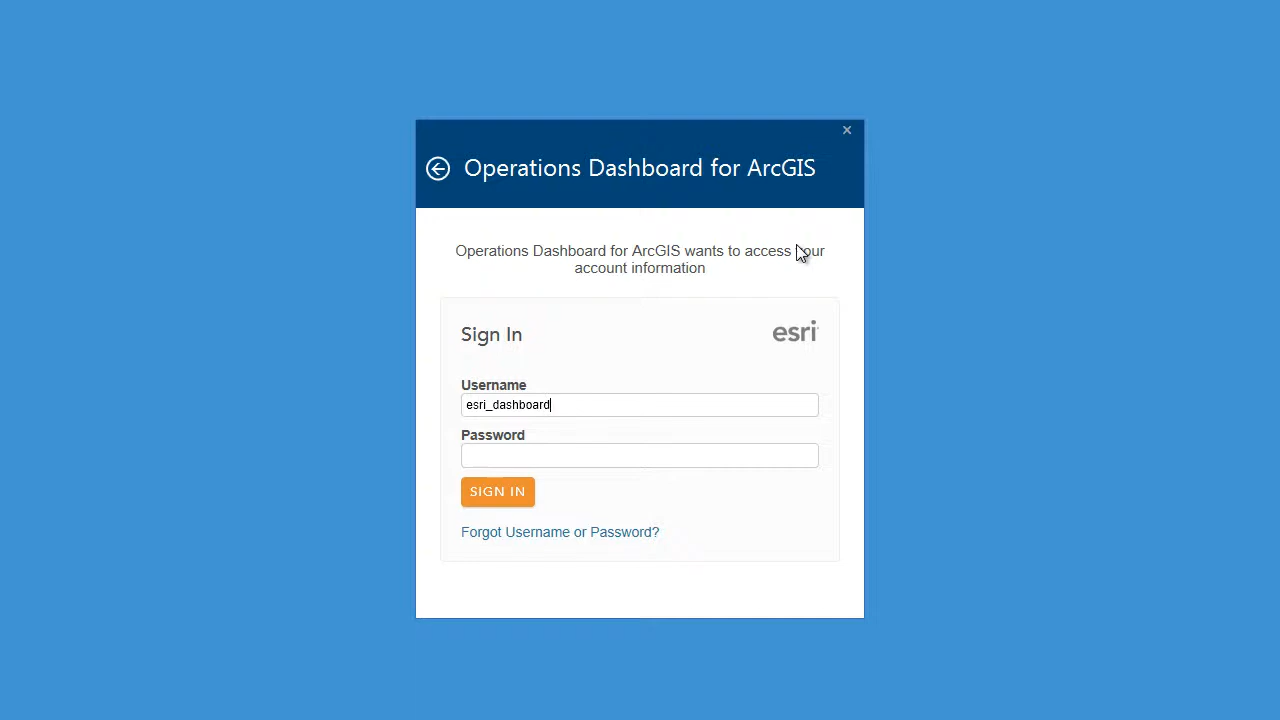 Operations Dashboard for ArcGIS
Operations Dashboard for ArcGIS wants to access your
account information
Sign In
esri
Username
esri_dashboard
Password
SIGN IN
Forgot Username or Password?